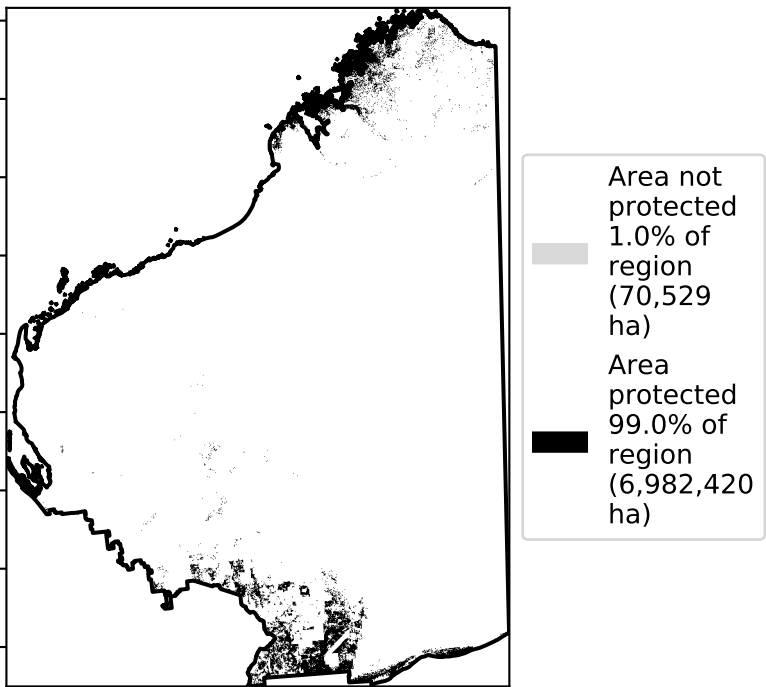 Area not
protected
1.0% of
region
(70,529
ha)
Area
protected
99.0% of
region
(6,982,420
ha)